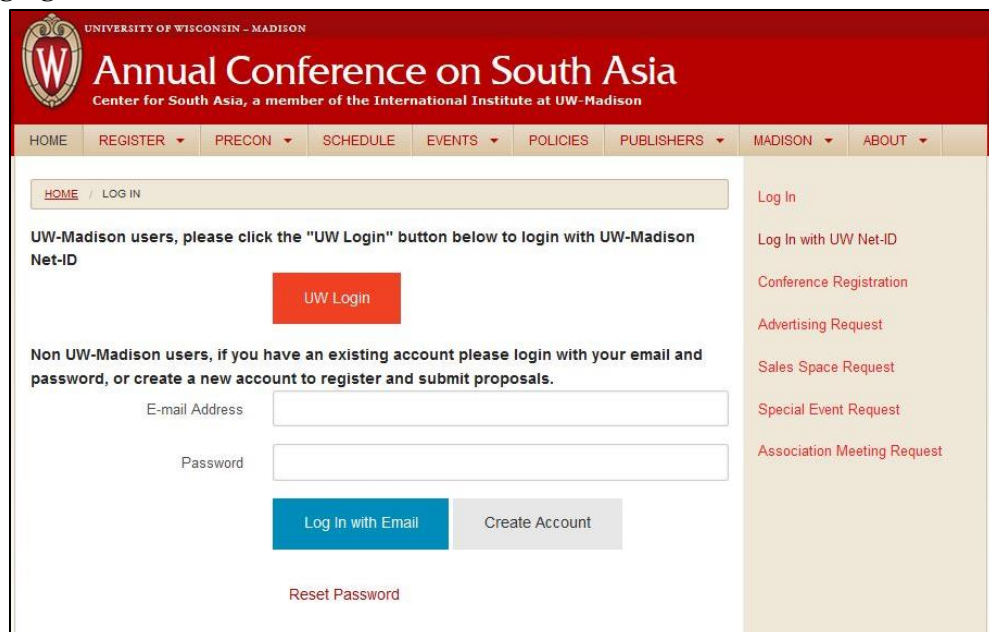 UNIVERSITY OF WISCONSIN – MADISON
W
Annual Conference on South Asia
Center for South Asia, a member of the International Institute at UW-Madison
HOME REGISTER PRECON SCHEDULE EVENTS POLICIES PUBLISHERS MADISON ABOUT
HOME / LOG IN
UW-Madison users, please click the "UW Login" button below to login with UW-Madison
Net-ID
UW Login
Non UW-Madison users, if you have an existing account please login with your email and
password, or create a new account to register and submit proposals.
E-mail Address
Password
Log In with Email Create Account
Reset Password
Log In
Log In with UW Net-ID
Conference Registration
Advertising Request
Sales Space Request
Special Event Request
Association Meeting Request